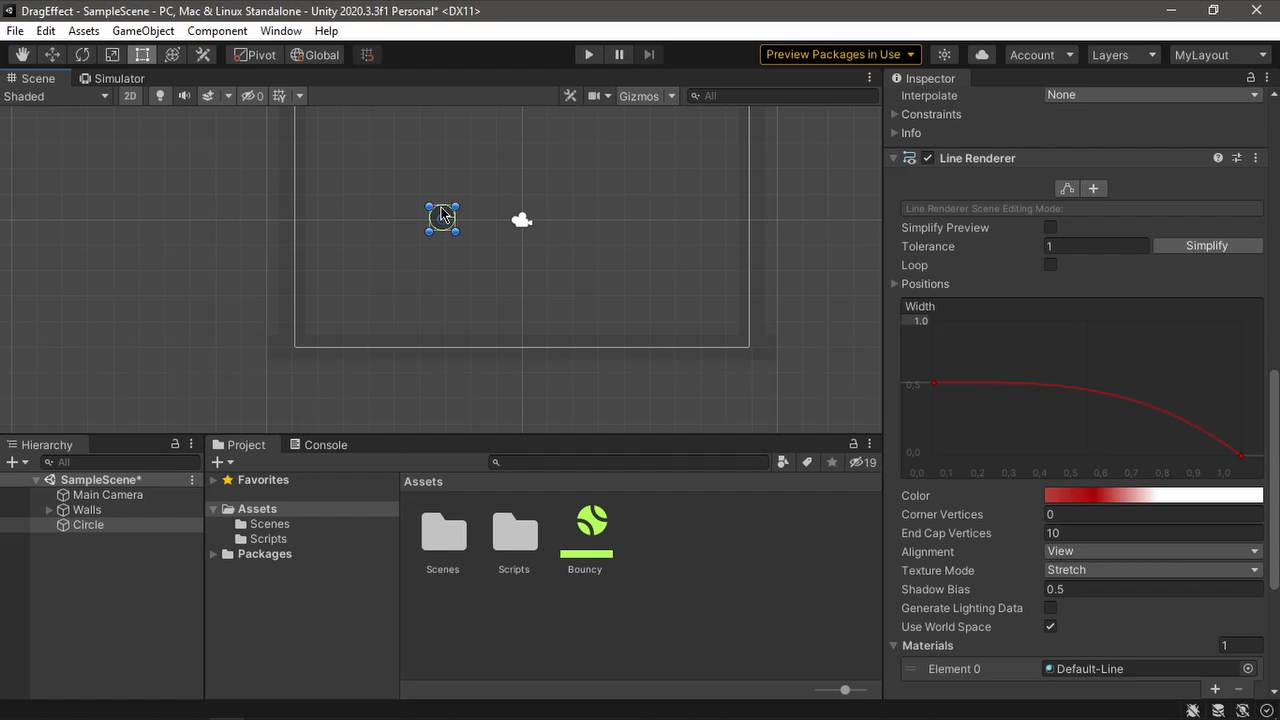 DragEffect - SampleScene - PC, Mac & Linux Standalone - Unity 2020.3.3f1 Personal* <DX11>
File Edit Assets GameObject Component Window Help
Pivot Global Preview Packages in Use Account Layers MyLayout
Scene Simulator
Shaded 2D 0 Gizmos All
Inspector
Interpolate None
Constraints
Info
Line Renderer
Line Renderer Scene Editing Mode:
Simplify Preview
Tolerance 1 Simplify
Loop
Positions
Width
1.0
0,5
0,0
0,0 0,1 0,2 0,3 0,4 0,5 0,6 0,7 0,8 0,9 1,0
Color
Corner Vertices 0
End Cap Vertices 10
Alignment View
Texture Mode Stretch
Shadow Bias 0.5
Generate Lighting Data
Use World Space
Materials 1
Element 0 Default-Line
Hierarchy
All
SampleScene*
Main Camera
Walls
Circle
Project Console
19
Favorites
Assets
Scenes
Scripts
Packages
Assets
Scenes Scripts Bouncy